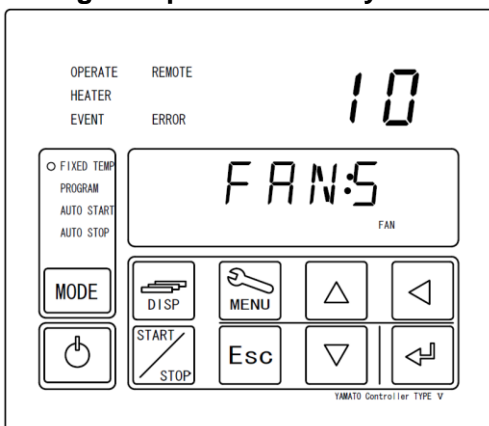 OPERATE REMOTE
HEATER
EVENT ERROR
10
FIXED TEMP
PROGRAM
AUTO START
AUTO STOP
FAN:5
FAN
MODE
DISP
MENU
START/STOP
Esc
YAMATO Controller TYPE V